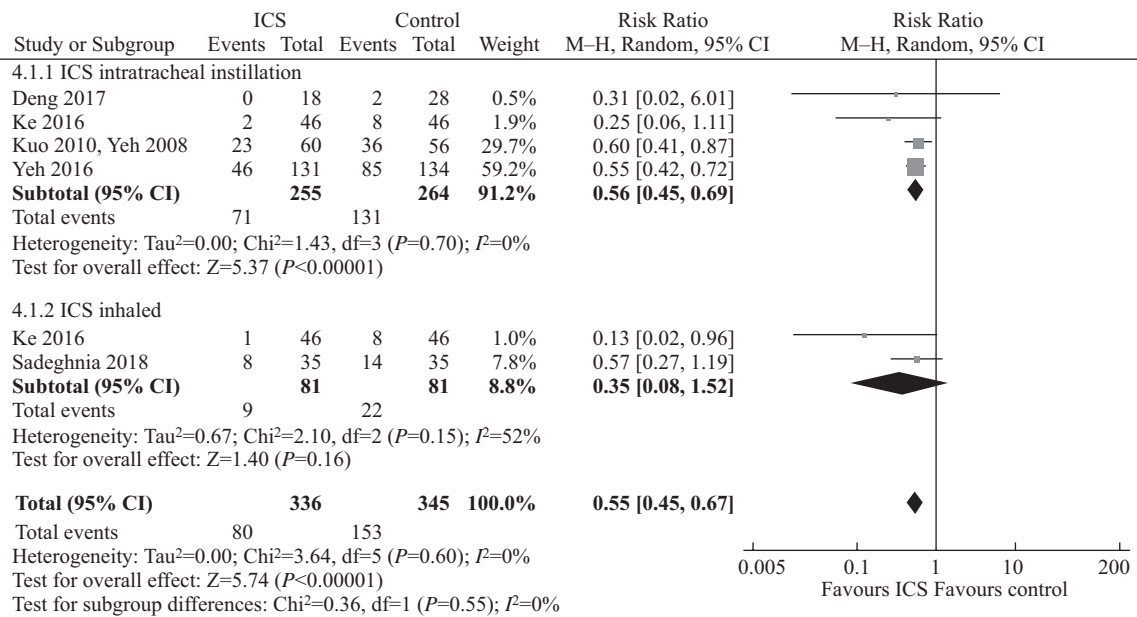 ICS Control Risk Ratio Risk Ratio
Study or Subgroup Events Total Events Total Weight M–H, Random, 95% CI M–H, Random, 95% CI
4.1.1 ICS intratracheal instillation
Deng 2017 0 18 2 28 0.5% 0.31 [0.02, 6.01]
Ke 2016 2 46 8 46 1.9% 0.25 [0.06, 1.11]
Kuo 2010, Yeh 2008 23 60 36 56 29.7% 0.60 [0.41, 0.87]
Yeh 2016 46 131 85 134 59.2% 0.55 [0.42, 0.72]
Subtotal (95% CI) 255 264 91.2% 0.56 [0.45, 0.69]
Total events 71 131
Heterogeneity: Tau²=0.00; Chi²=1.43, df=3 (P=0.70); I²=0%
Test for overall effect: Z=5.37 (P<0.00001)
4.1.2 ICS inhaled
Ke 2016 1 46 8 46 1.0% 0.13 [0.02, 0.96]
Sadeghnia 2018 8 35 14 35 7.8% 0.57 [0.27, 1.19]
Subtotal (95% CI) 81 81 8.8% 0.35 [0.08, 1.52]
Total events 9 22
Heterogeneity: Tau²=0.67; Chi²=2.10, df=2 (P=0.15); I²=52%
Test for overall effect: Z=1.40 (P=0.16)
Total (95% CI) 336 345 100.0% 0.55 [0.45, 0.67]
Total events 80 153
Heterogeneity: Tau²=0.00; Chi²=3.64, df=5 (P=0.60); I²=0%
Test for overall effect: Z=5.74 (P<0.00001)
Test for subgroup differences: Chi²=0.36, df=1 (P=0.55); I²=0%
0.005 0.1 1 10 200
Favours ICS Favours control